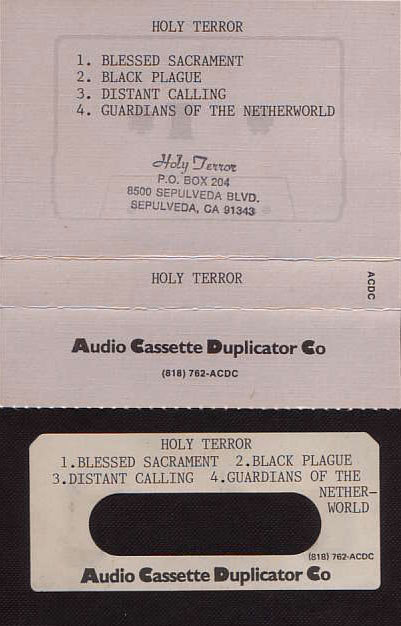 HOLY TERROR
1. BLESSED SACRAMENT
2. BLACK PLAGUE
3. DISTANT CALLING
4. GUARDIANS OF THE NETHERWORLD
Holy Terror
P.O. BOX 204
8500 SEPULVEDA BLVD.
SEPULVEDA, CA 91343
HOLY TERROR
ACDC
Audio Cassette Duplicator Co
(818) 762-ACDC
HOLY TERROR
1.BLESSED SACRAMENT 2.BLACK PLAGUE
3.DISTANT CALLING 4.GUARDIANS OF THE
NETHER-
WORLD
(818) 762-ACDC
Audio Cassette Duplicator Co